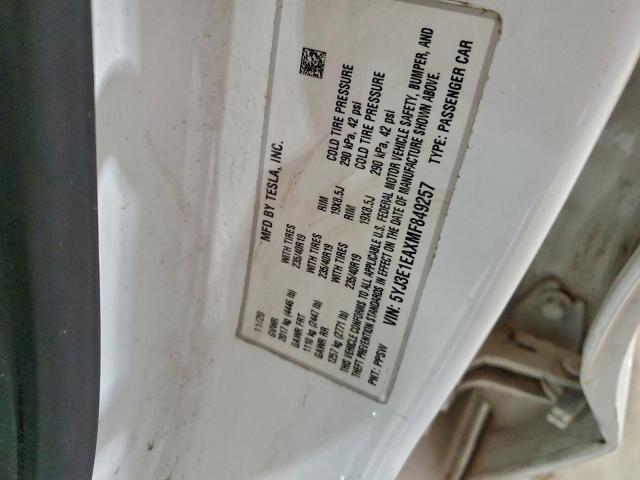 MFD BY TESLA, INC.
11/20
GVWR WITH TIRES RIM COLD TIRE PRESSURE
2017 kg (4446 lb) 235/40R19 19X8.5J 290 kPa, 42 psi
GAWR FRT WITH TIRES RIM COLD TIRE PRESSURE
1110 kg (2447 lb) 235/40R19 19X8.5J 290 kPa, 42 psi
GAWR RR
1257 kg (2771 lb) 235/40R19
THIS VEHICLE CONFORMS TO ALL APPLICABLE U.S. FEDERAL MOTOR VEHICLE SAFETY, BUMPER, AND
THEFT PREVENTION STANDARDS IN EFFECT ON THE DATE OF MANUFACTURE SHOWN ABOVE.
VIN: 5YJ3E1EAXMF849257 TYPE: PASSENGER CAR
PNT: PPSW